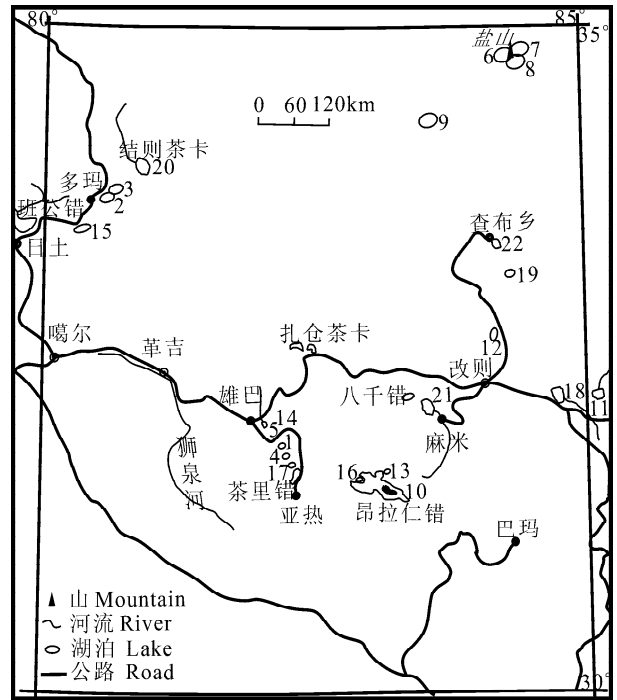 80°
85°
35°
盐山
7
6
8
0 60 120km
9
结则茶卡
20
多玛
3
2
班公错
15
日土
查布乡
22
19
噶尔
革吉
扎仓茶卡
12
改则
雄巴
八千错
21
18
11
14
5
麻米
狮泉河
1
4
17
茶里错
亚热
16
13
10
昂拉仁错
巴玛
山 Mountain
河流 River
湖泊 Lake
公路 Road
30°